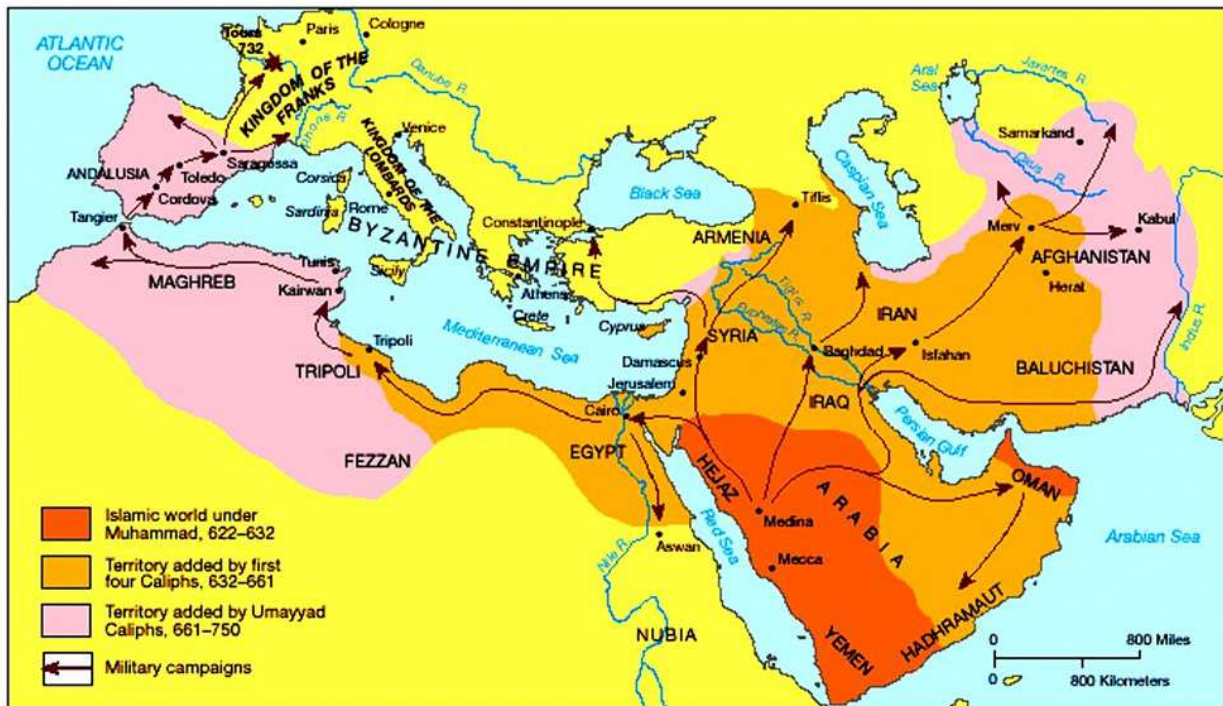 ATLANTIC
OCEAN
Tours
732
Paris
Cologne
KINGDOM OF THE
FRANKS
Rhone R.
Danube R.
Venice
KINGDOM OF THE
LOMBARDS
Corsica
Sardinia
Rome
Sicily
ANDALUSIA
Saragossa
Toledo
Cordova
Tangier
MAGHREB
Tunis
Kairwan
Tripoli
TRIPOLI
FEZZAN
BYZANTINE EMPIRE
Constantinople
Athens
Crete
Cyprus
Mediterranean Sea
Black Sea
Caspian Sea
Aral
Sea
Jaxartes R.
Oxus R.
Samarkand
Tiflis
ARMENIA
Tigris R.
Euphrates R.
SYRIA
Damascus
Jerusalem
Baghdad
IRAQ
IRAN
Isfahan
Merv
Herat
AFGHANISTAN
Kabul
BALUCHISTAN
Indus R.
Persian Gulf
Cairo
EGYPT
Aswan
Nile R.
NUBIA
Red Sea
HEJAZ
ARABIA
Medina
Mecca
YEMEN
HADHRAMAUT
OMAN
Arabian Sea
Islamic world under
Muhammad, 622–632
Territory added by first
four Caliphs, 632–661
Territory added by Umayyad
Caliphs, 661–750
Military campaigns
0 800 Miles
0 800 Kilometers